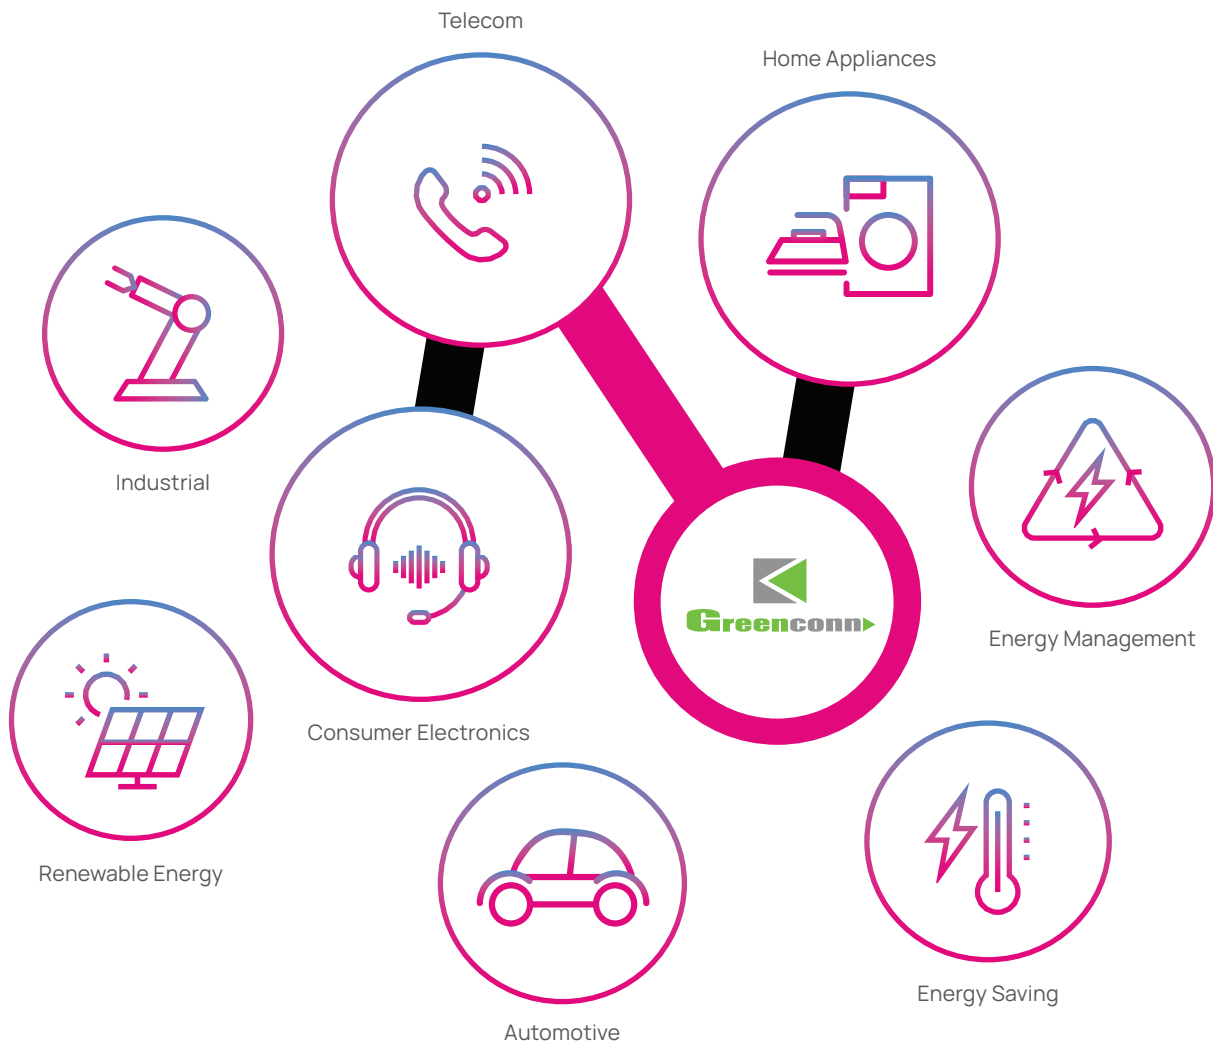 Telecom
Home Appliances
Industrial
Greenconn
Energy Management
Consumer Electronics
Renewable Energy
Energy Saving
Automotive